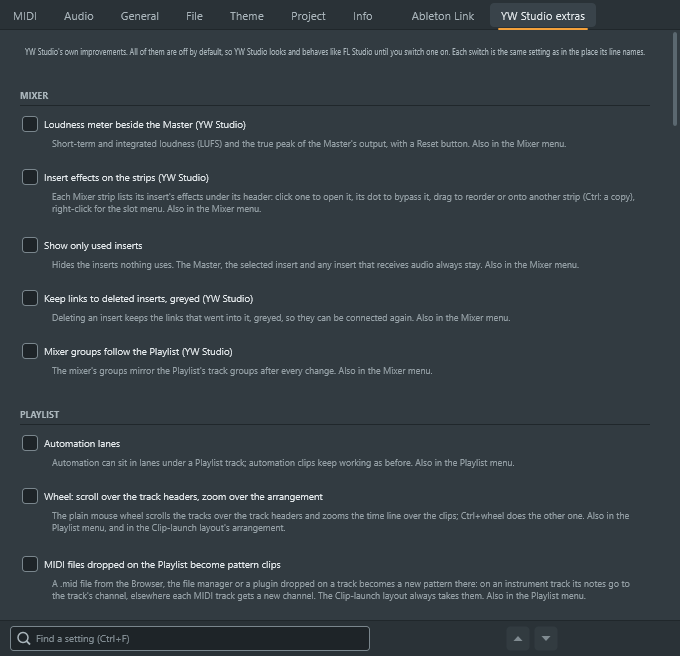 MIDI Audio General File Theme Project Info Ableton Link YW Studio extras
YW Studio's own improvements. All of them are off by default, so YW Studio looks and behaves like FL Studio until you switch one on. Each switch is the same setting as in the place its line names.
MIXER
Loudness meter beside the Master (YW Studio)
Short-term and integrated loudness (LUFS) and the true peak of the Master's output, with a Reset button. Also in the Mixer menu.
Insert effects on the strips (YW Studio)
Each Mixer strip lists its insert's effects under its header: click one to open it, its dot to bypass it, drag to reorder or onto another strip (Ctrl: a copy),
right-click for the slot menu. Also in the Mixer menu.
Show only used inserts
Hides the inserts nothing uses. The Master, the selected insert and any insert that receives audio always stay. Also in the Mixer menu.
Keep links to deleted inserts, greyed (YW Studio)
Deleting an insert keeps the links that went into it, greyed, so they can be connected again. Also in the Mixer menu.
Mixer groups follow the Playlist (YW Studio)
The mixer's groups mirror the Playlist's track groups after every change. Also in the Mixer menu.
PLAYLIST
Automation lanes
Automation can sit in lanes under a Playlist track; automation clips keep working as before. Also in the Playlist menu.
Wheel: scroll over the track headers, zoom over the arrangement
The plain mouse wheel scrolls the tracks over the track headers and zooms the time line over the clips; Ctrl+wheel does the other one. Also in the
Playlist menu, and in the Clip-launch layout's arrangement.
MIDI files dropped on the Playlist become pattern clips
A .mid file from the Browser, the file manager or a plugin dropped on a track becomes a new pattern there: on an instrument track its notes go to
the track's channel, elsewhere each MIDI track gets a new channel. The Clip-launch layout always takes them. Also in the Playlist menu.
Find a setting (Ctrl+F)